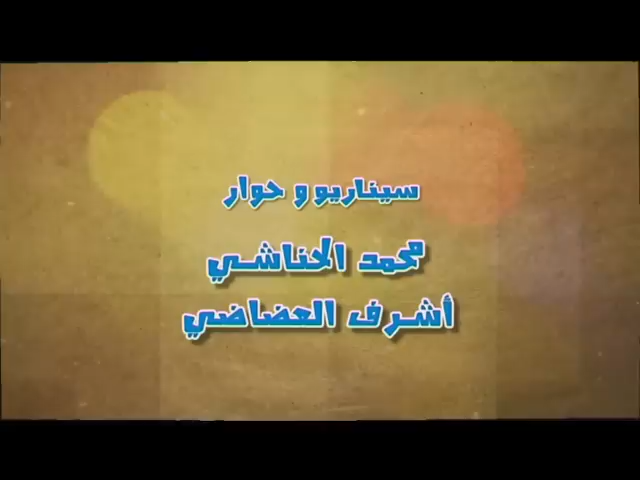 سيناريو و حوار
محمد الحناشي
أشرف العضاضي